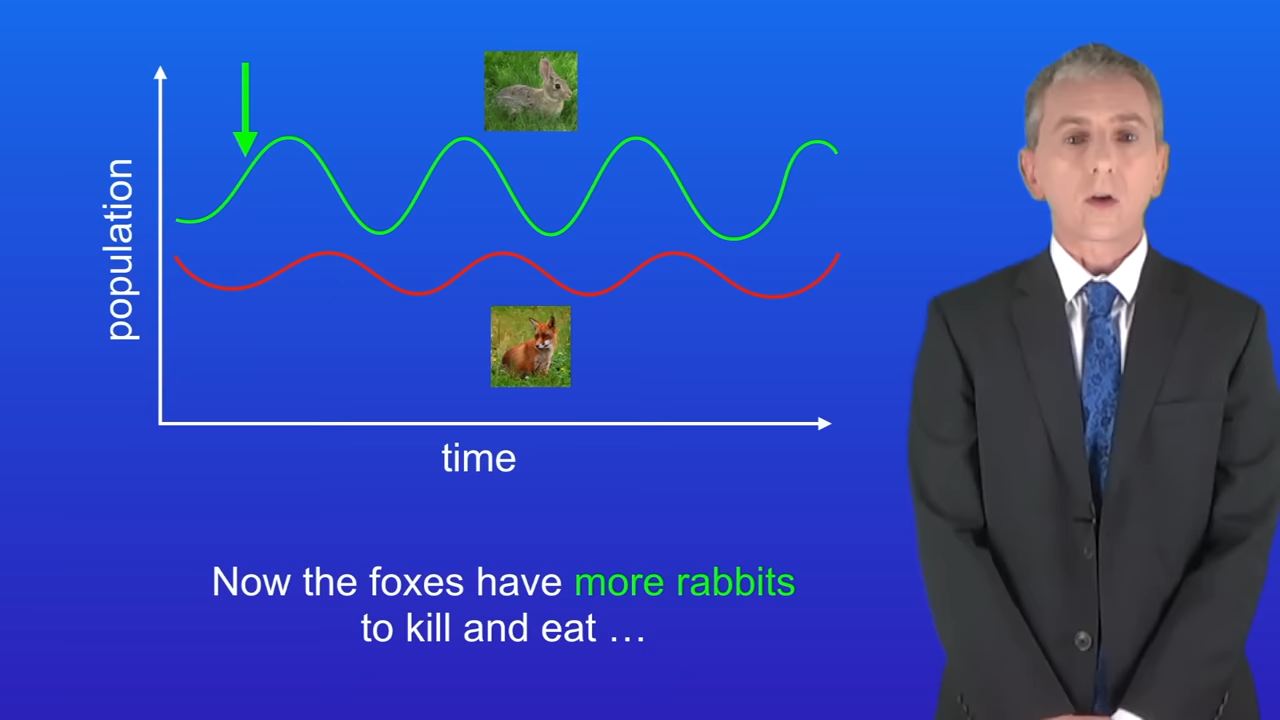 population
time
Now the foxes have more rabbits
to kill and eat …